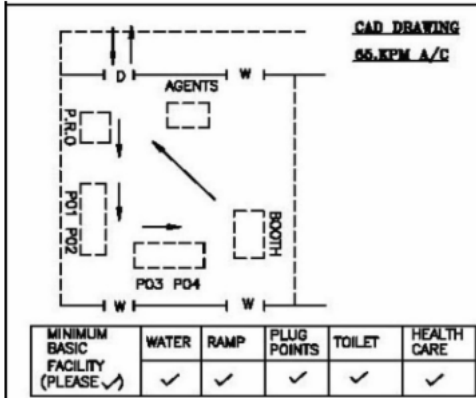 CAD DRAWING
65.KPM A/C
D
W
AGENTS
P.R.O
P01 P02
BOOTH
P03 P04
W
W
MINIMUM BASIC FACILITY (PLEASE ✓)
WATER
RAMP
PLUG POINTS
TOILET
HEALTH CARE
✓ ✓ ✓ ✓ ✓